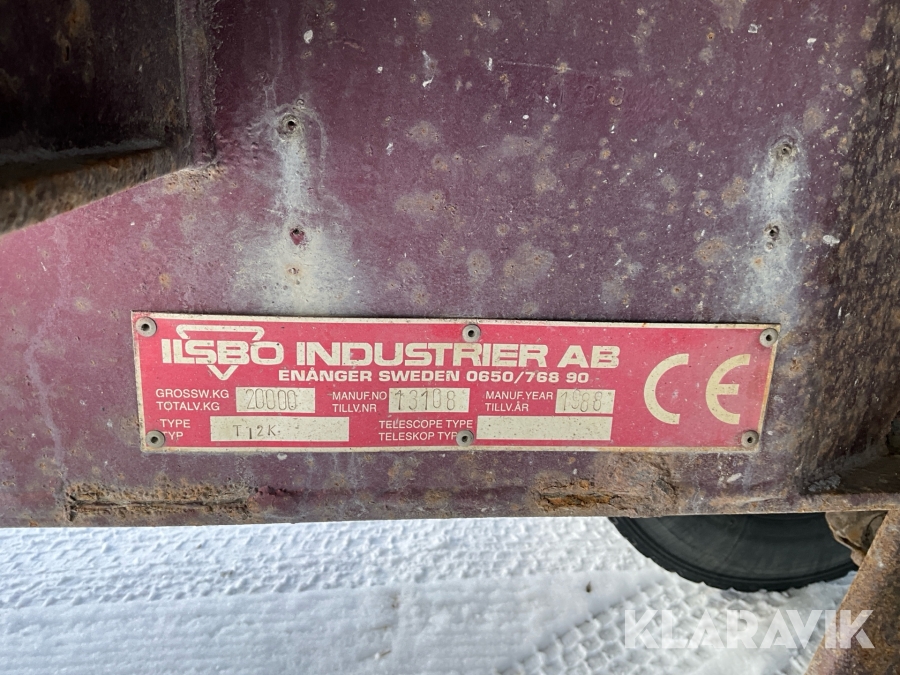 KLARAVIK
ILSBO INDUSTRIER AB
ENÅNGER SWEDEN 0650/768 90
GROSSW.KG 20000 MANUF.NO 13108 MANUF.YEAR 1988
TOTALV.KG TILLV.NR TILLV.ÅR
TYPE T12K TELESCOPE TYPE
TYP TELESKOP TYP
CE
KLARAVIK